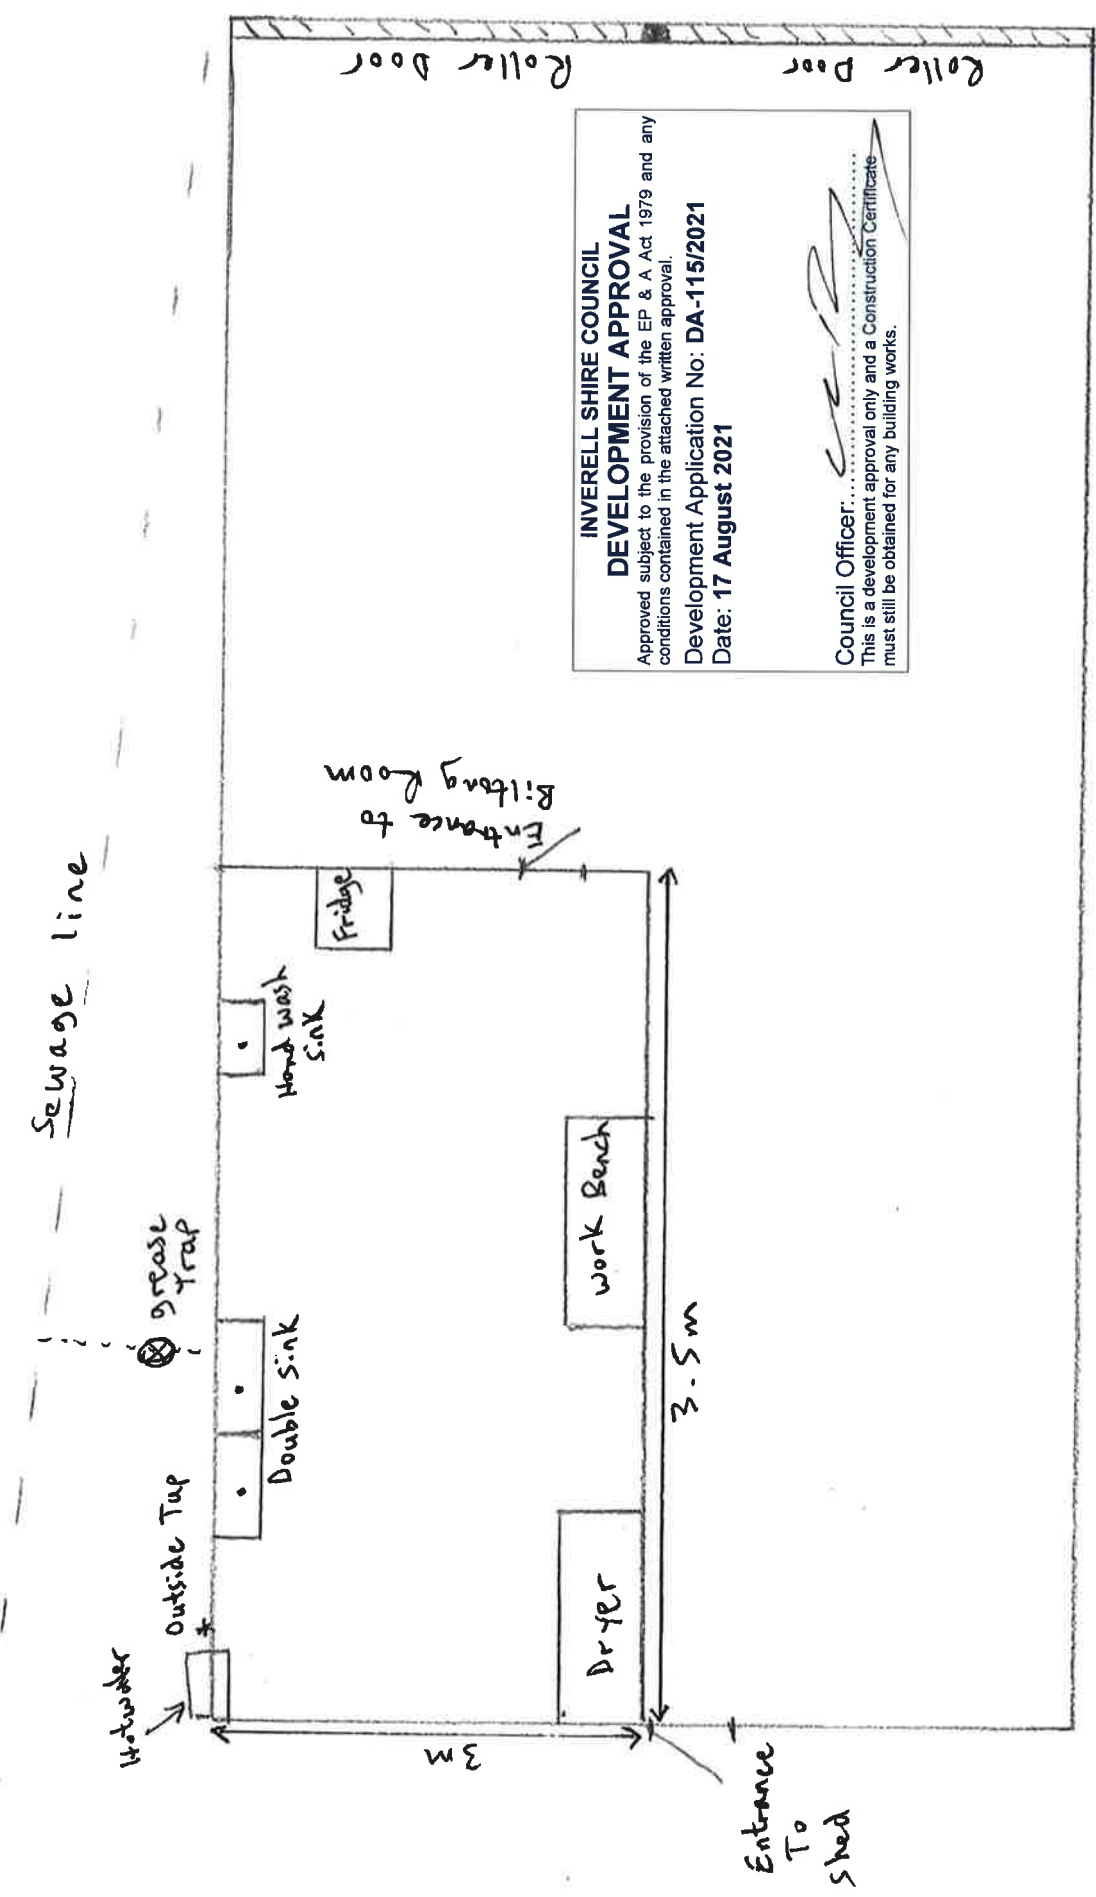 Sewage line
Hotwater
Outside Tap
grease
Trap
Double Sink
Hand wash
Sink
Fridge
Entrance to
Biltong Room
Roller Door
Roller Door
Dryer
Work Bench
3m
3.5m
Entrance
To
Shed
INVERELL SHIRE COUNCIL
DEVELOPMENT APPROVAL
Approved subject to the provision of the EP & A Act 1979 and any
conditions contained in the attached written approval.
Development Application No: DA-115/2021
Date: 17 August 2021
Council Officer:
This is a development approval only and a Construction Certificate
must still be obtained for any building works.